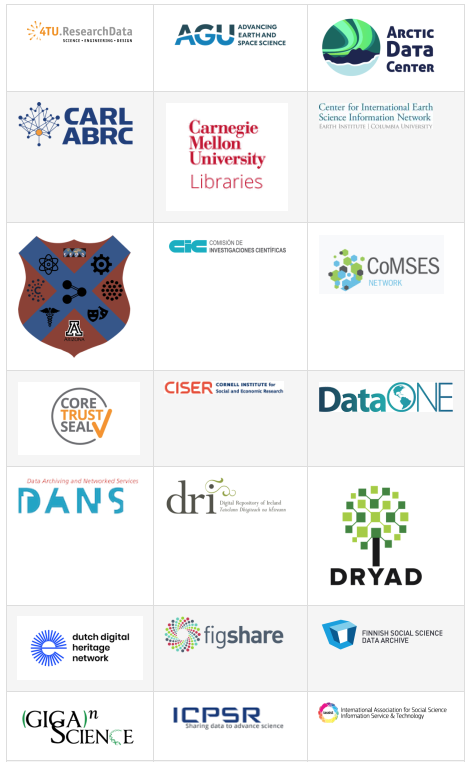 4TU.ResearchData
SCIENCE • ENGINEERING • DESIGN
AGU
ADVANCING
EARTH AND
SPACE SCIENCE
ARCTIC
DATA
CENTER
CARL
ABRC
Carnegie
Mellon
University
Libraries
Center for International Earth
Science Information Network
EARTH INSTITUTE | COLUMBIA UNIVERSITY
A
ARIZONA
CIC
COMISIÓN DE
INVESTIGACIONES CIENTÍFICAS
CoMSES
NETWORK
CORE
TRUST
SEAL
CISER
CORNELL INSTITUTE for
Social and Economic Research
DataONE
Data Archiving and Networked Services
DANS
dri
Digital Repository of Ireland
Taisclann Dhigiteach na hÉireann
DRYAD
dutch digital
heritage
network
figshare
FINNISH SOCIAL SCIENCE
DATA ARCHIVE
(GIGA)n
SCIENCE
ICPSR
Sharing data to advance science
iassist
International Association for Social Science
Information Service & Technology